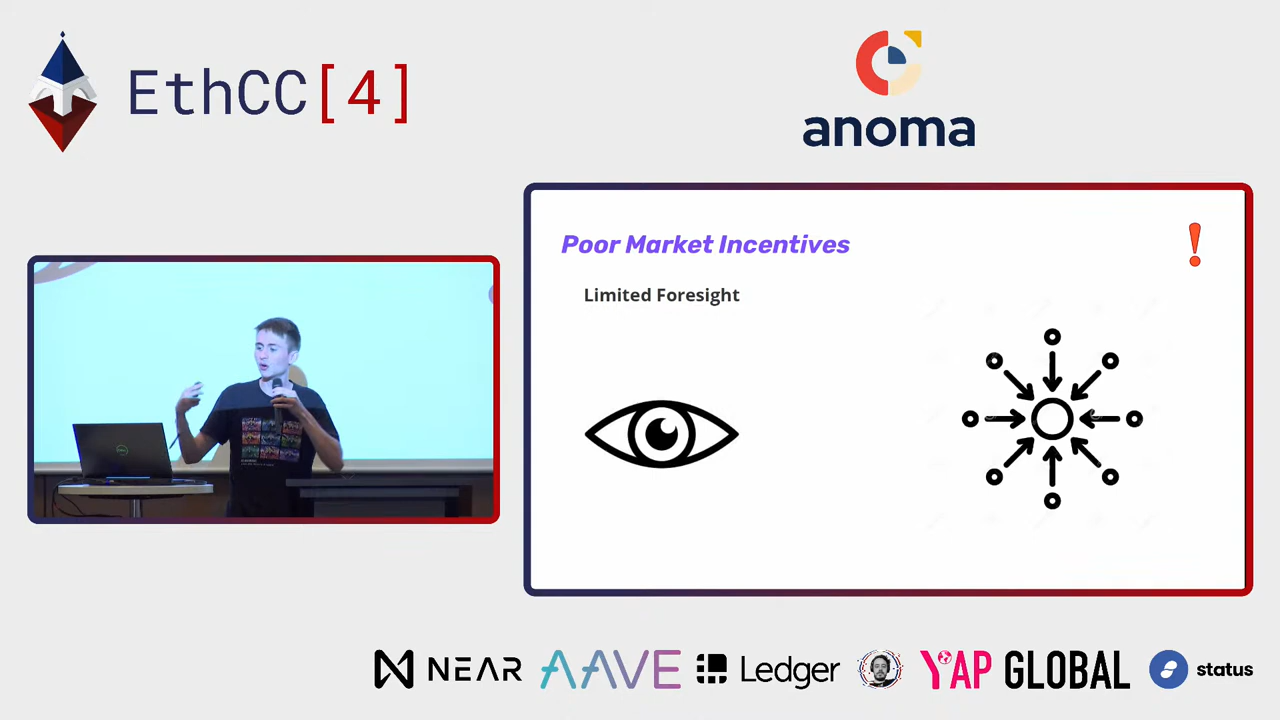 EthCC[4]
anoma
Poor Market Incentives
Limited Foresight
NEAR
AAVE
Ledger
YAP GLOBAL
status